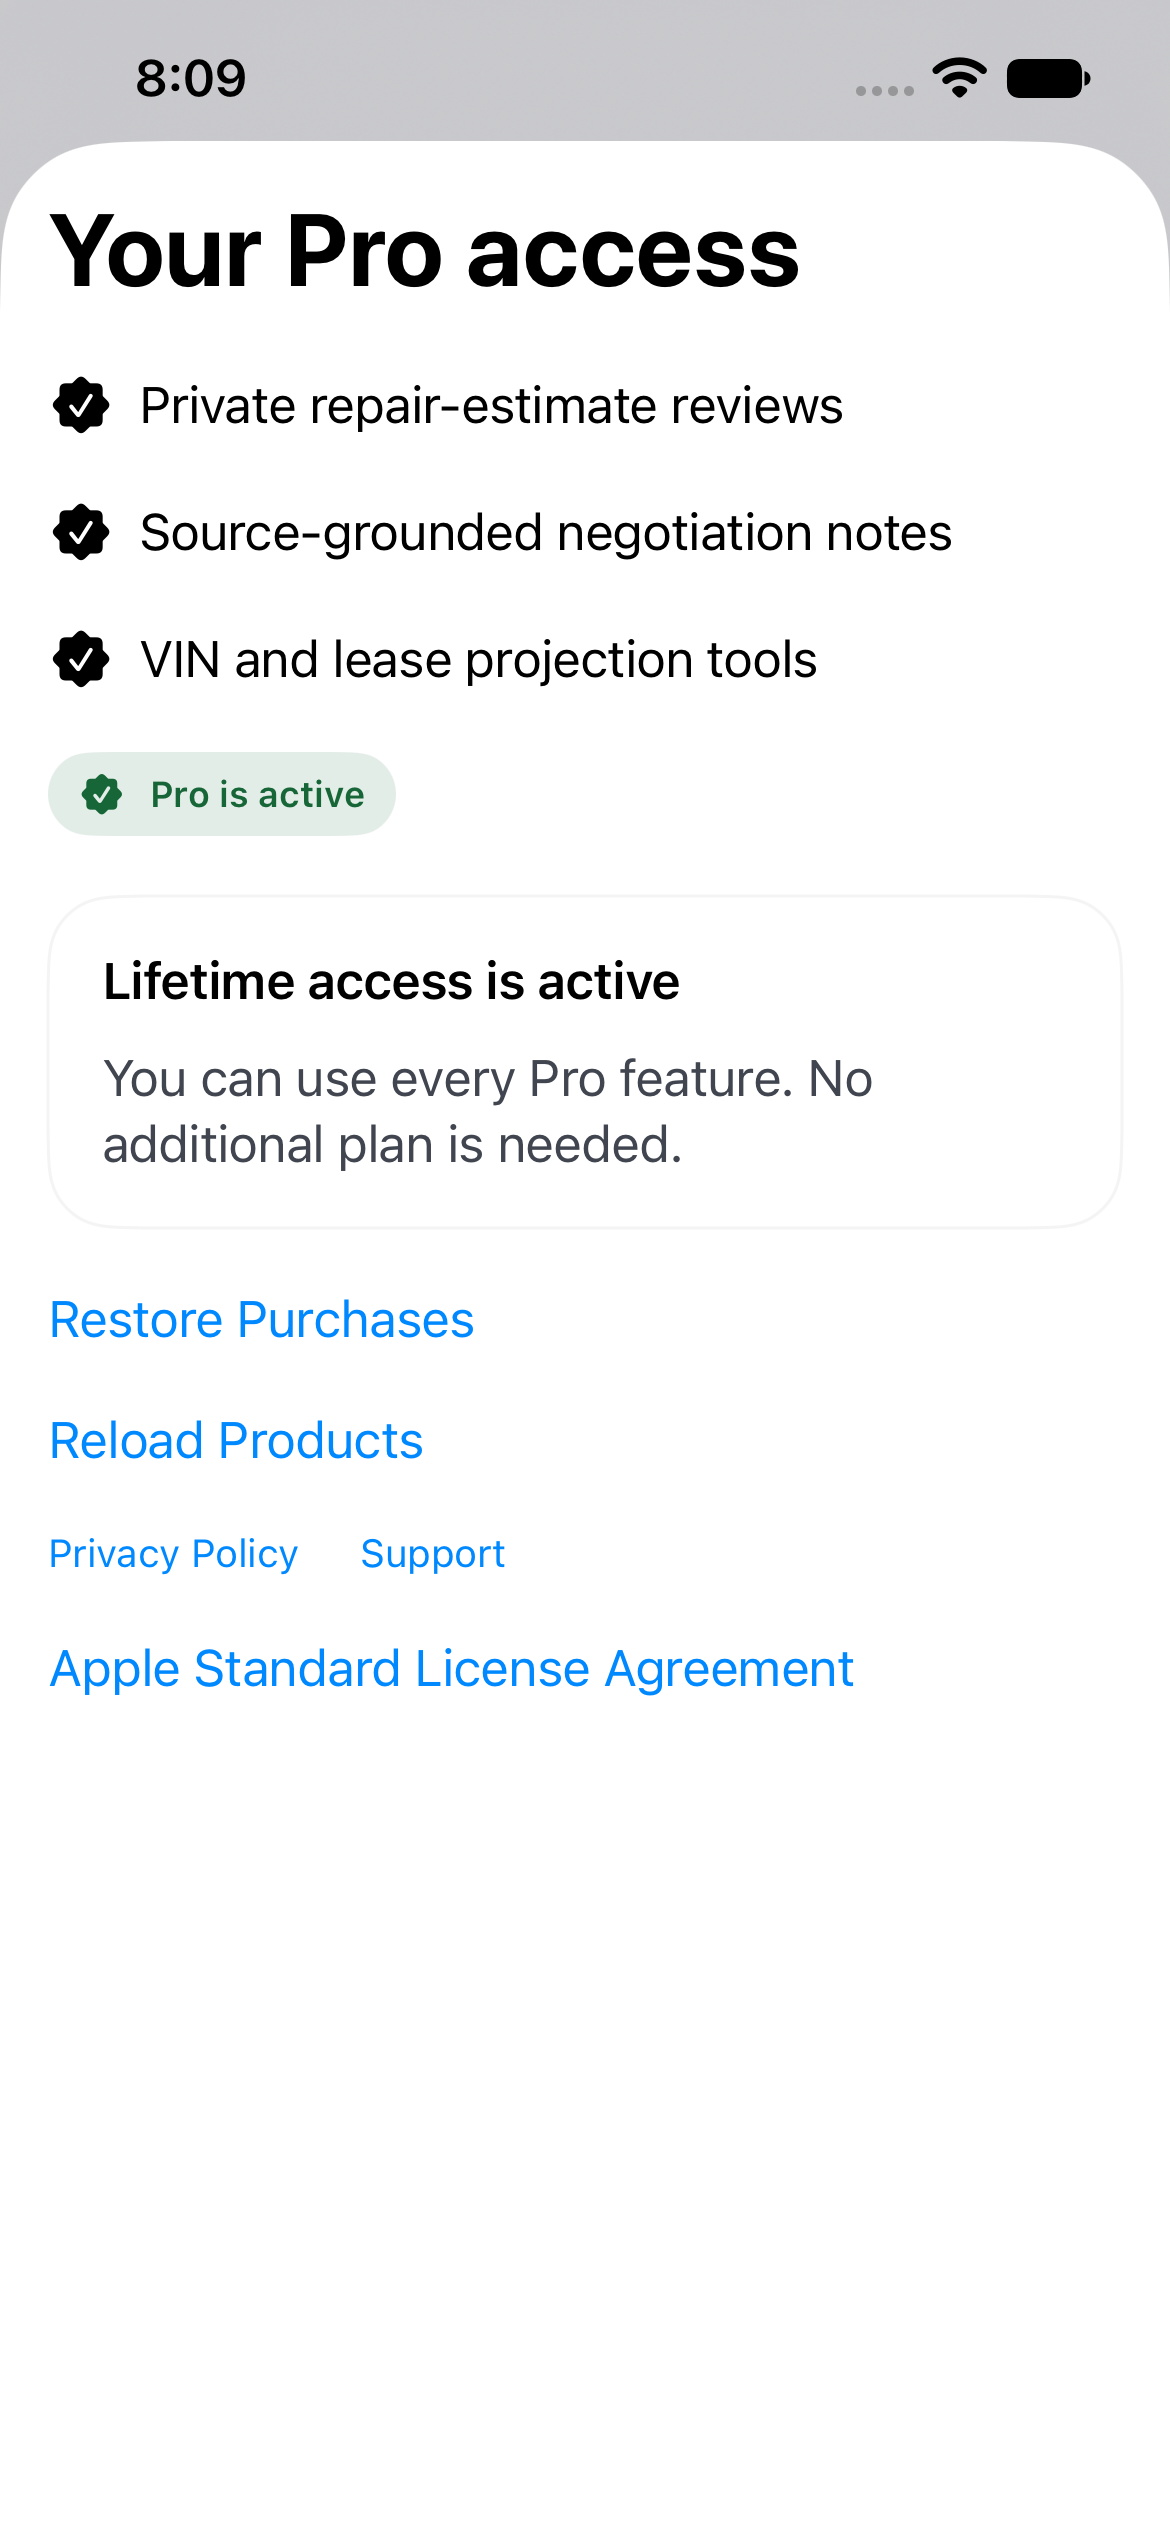 8:09
Your Pro access
Private repair-estimate reviews
Source-grounded negotiation notes
VIN and lease projection tools
Pro is active
Lifetime access is active
You can use every Pro feature. No
additional plan is needed.
Restore Purchases
Reload Products
Privacy Policy Support
Apple Standard License Agreement